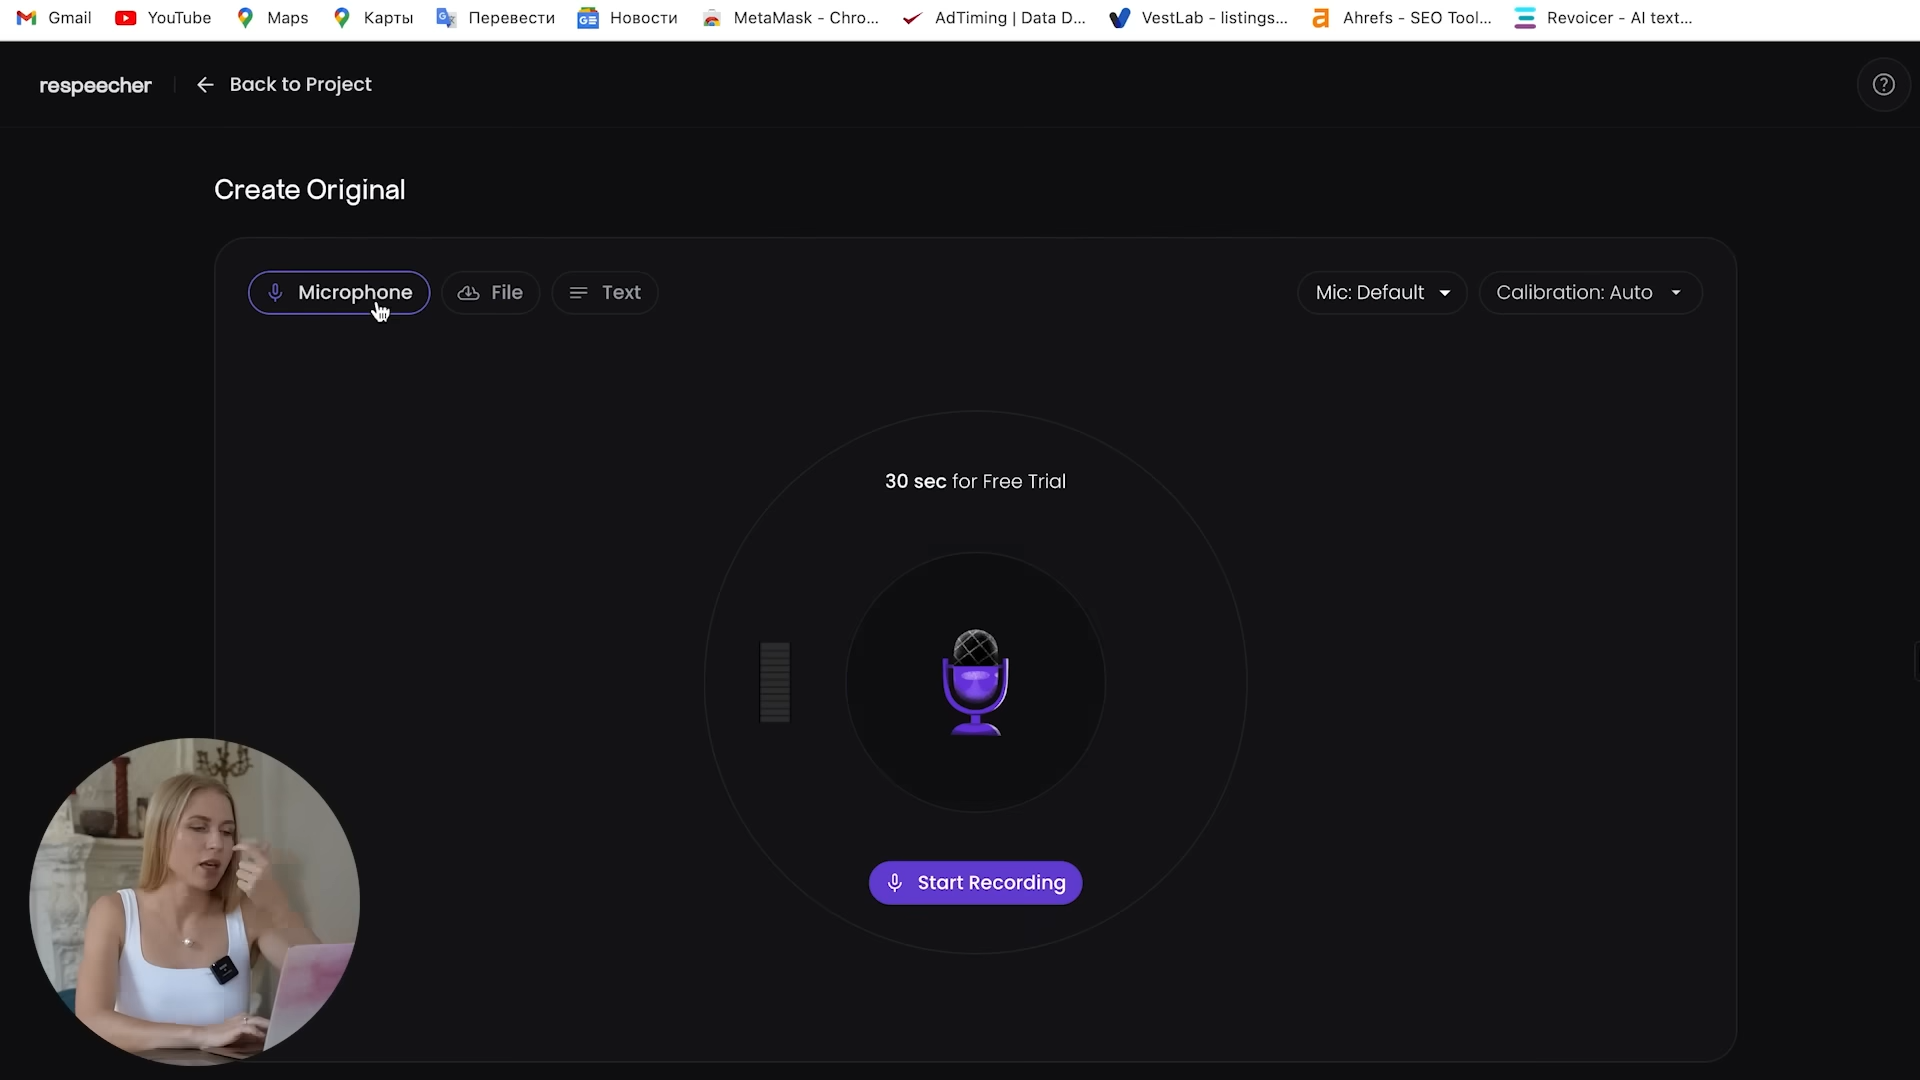 Gmail YouTube Maps Карты Перевести Новости MetaMask - Chro... AdTiming | Data D... VestLab - listings... Ahrefs - SEO Tool... Revoicer - AI text...
respeecher Back to Project
Create Original
Microphone File Text Mic: Default Calibration: Auto
30 sec for Free Trial
Start Recording